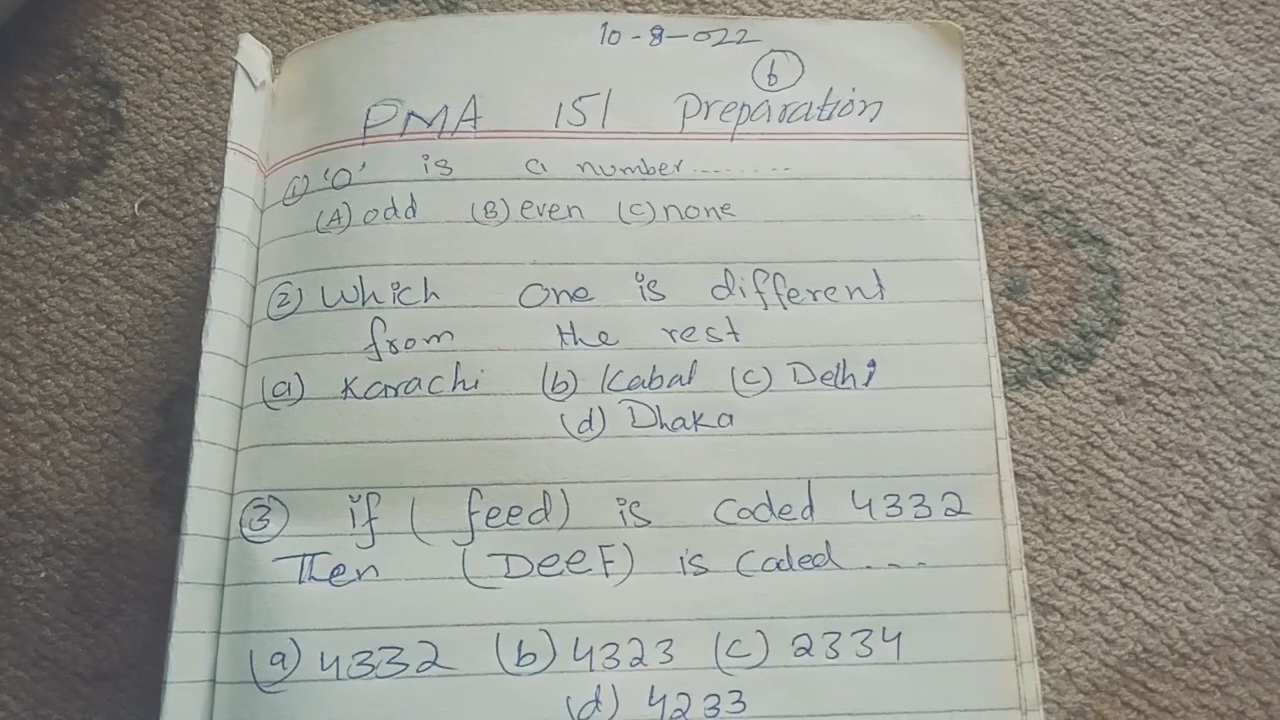 10-8-022
6
PMA 151 Preparation
① '0' is a number........
(A) odd (B) even (C) none
② Which one is different
from the rest
(a) Karachi (b) Kabal (c) Delhi
(d) Dhaka
③ if (feed) is coded 4332
Then (DeeF) is Coded ...
(a) 4332 (b) 4323 (c) 2334
(d) 4233